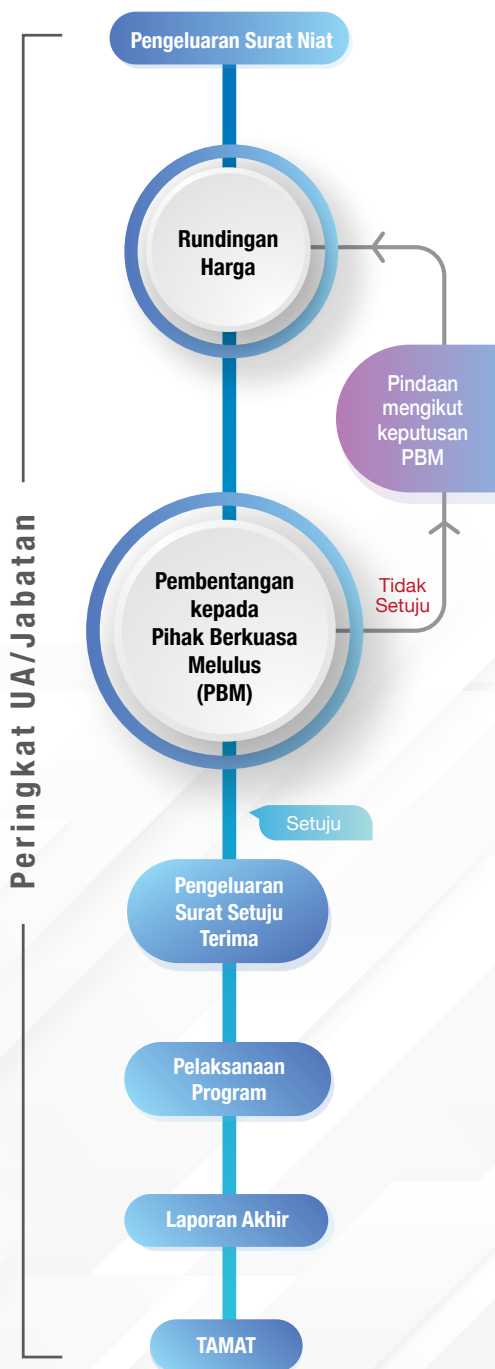 Pengeluaran Surat Niat
Rundingan
Harga
Pindaan
mengikut
keputusan
PBM
Pembentangan
kepada
Pihak Berkuasa
Melulus
(PBM)
Tidak
Setuju
Setuju
Pengeluaran
Surat Setuju
Terima
Pelaksanaan
Program
Laporan Akhir
TAMAT
Peringkat UA/Jabatan